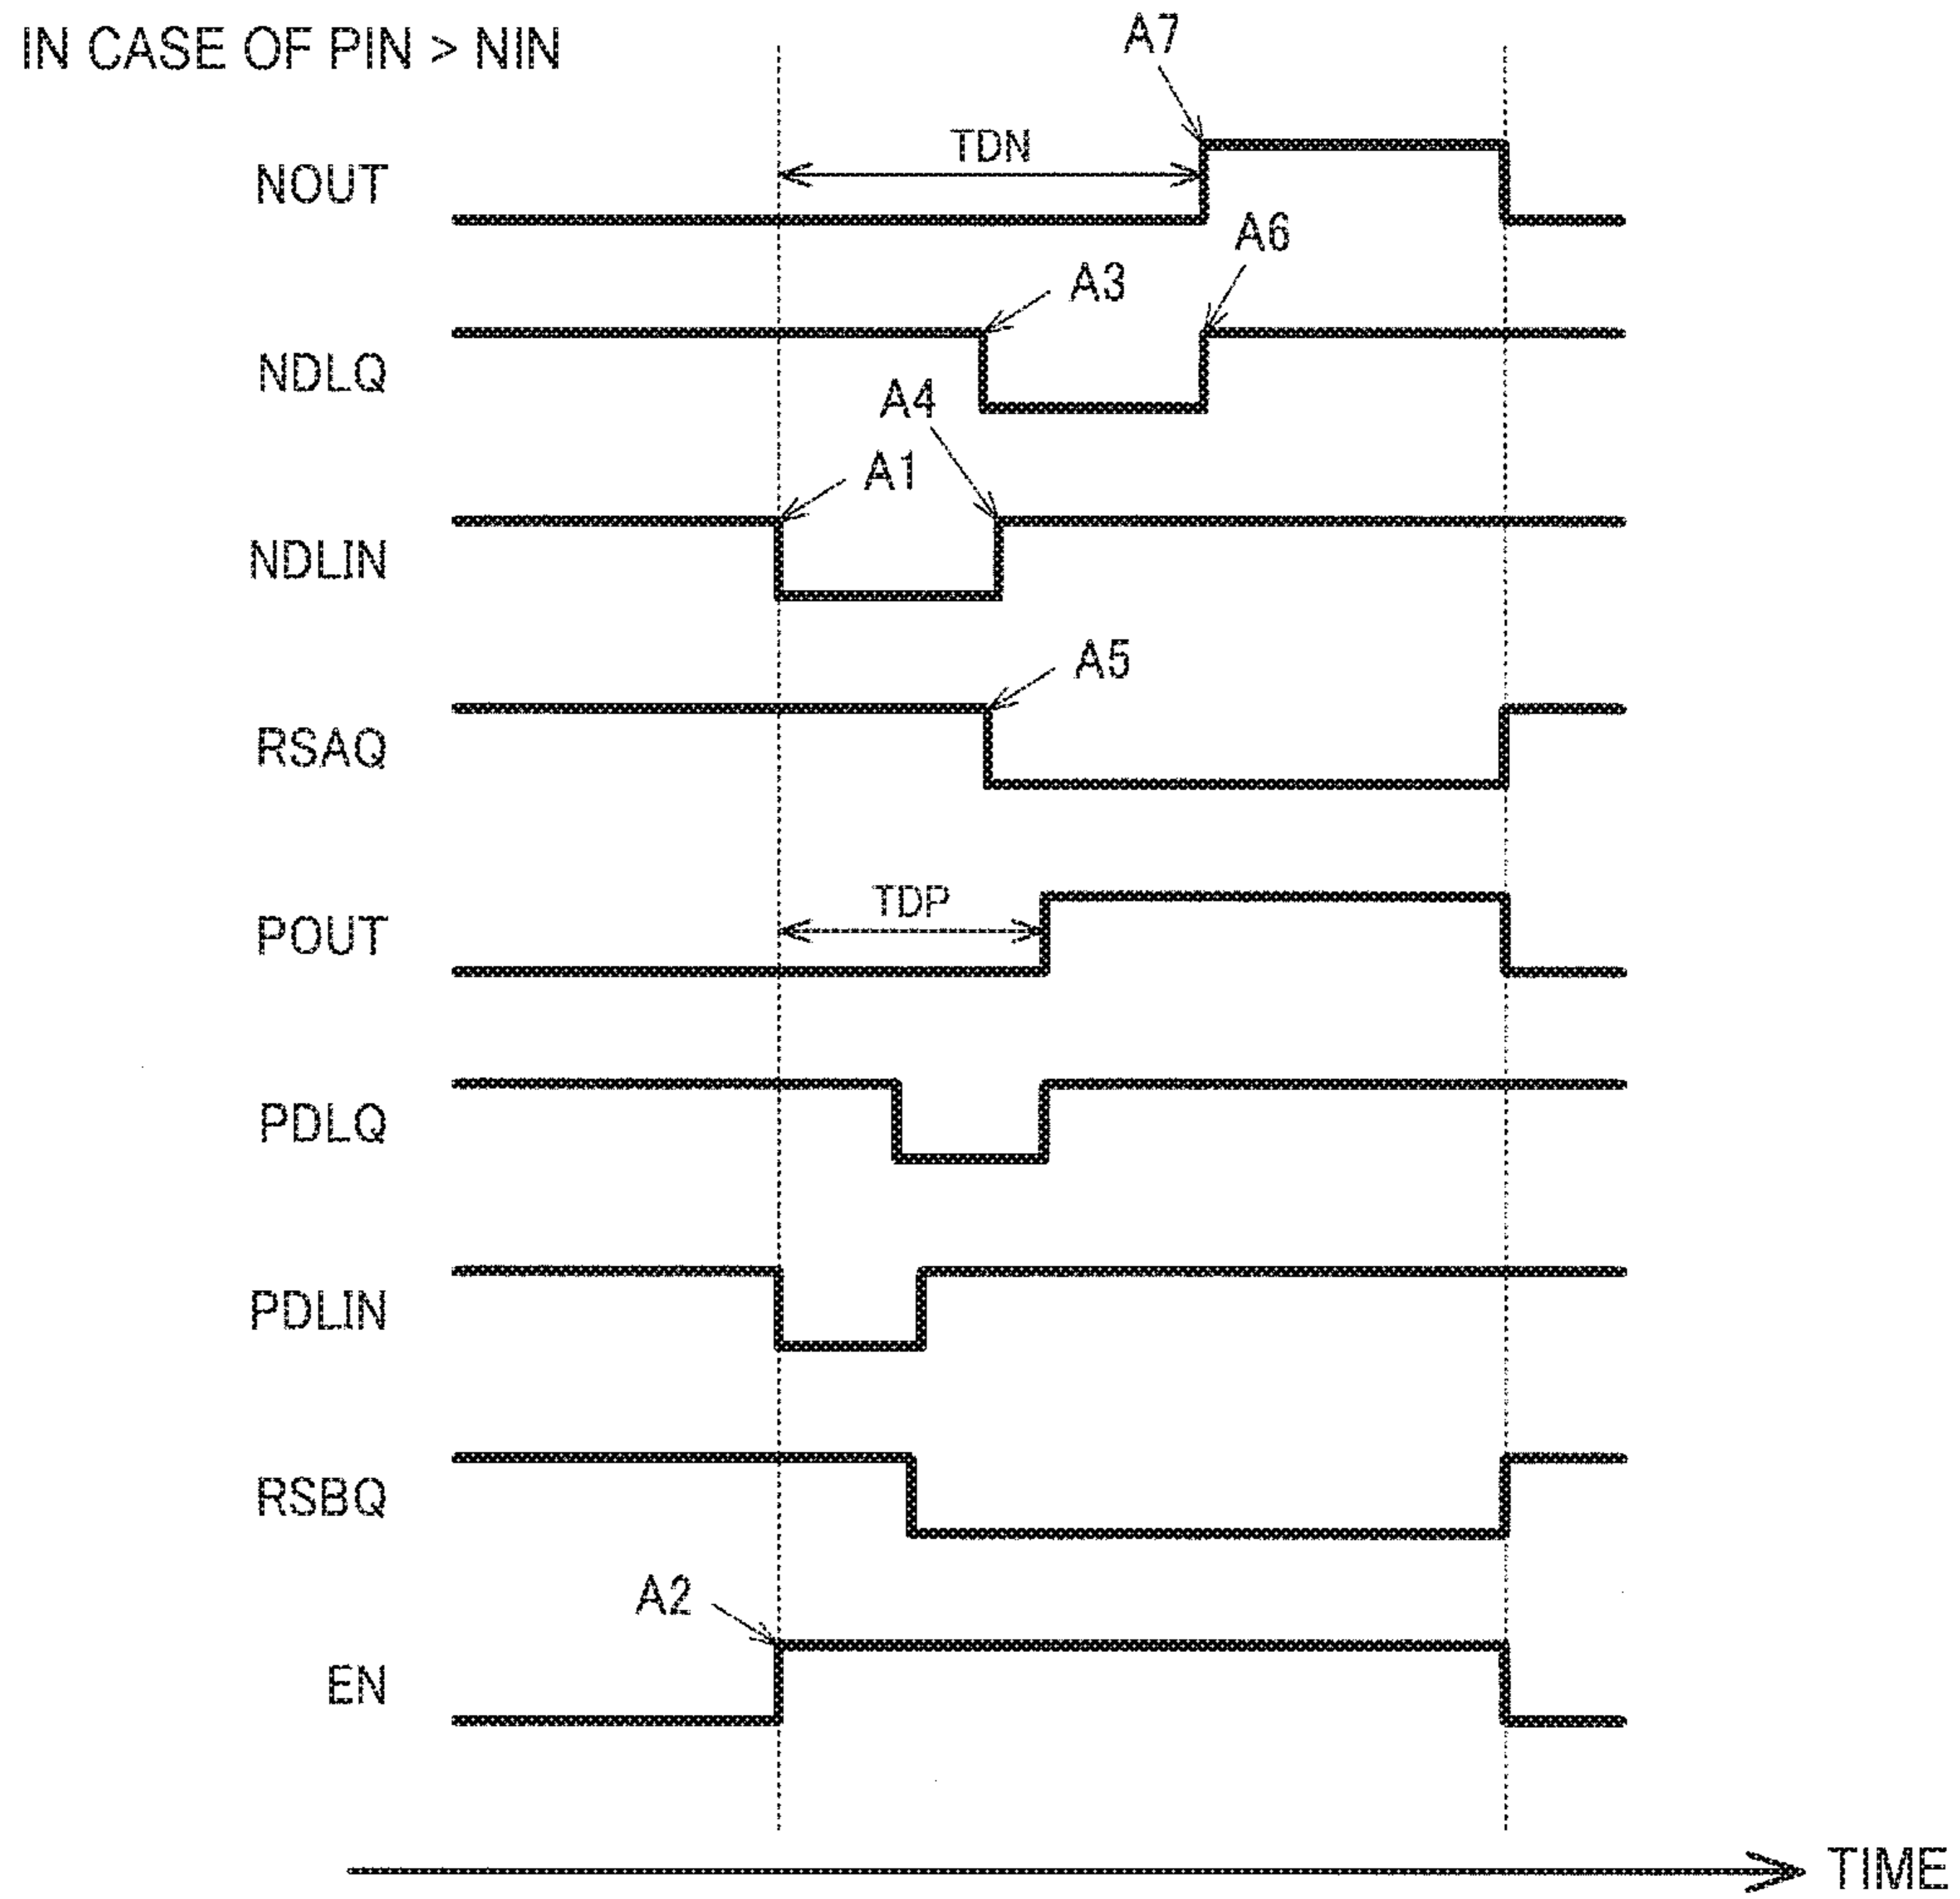 IN CASE OF PIN > NIN
A7
TDN
NOUT
A6
A3
NDLQ
A4
A1
NDLIN
A5
RSAQ
TDP
POUT
PDLQ
PDLIN
RSBQ
A2
EN
TIME